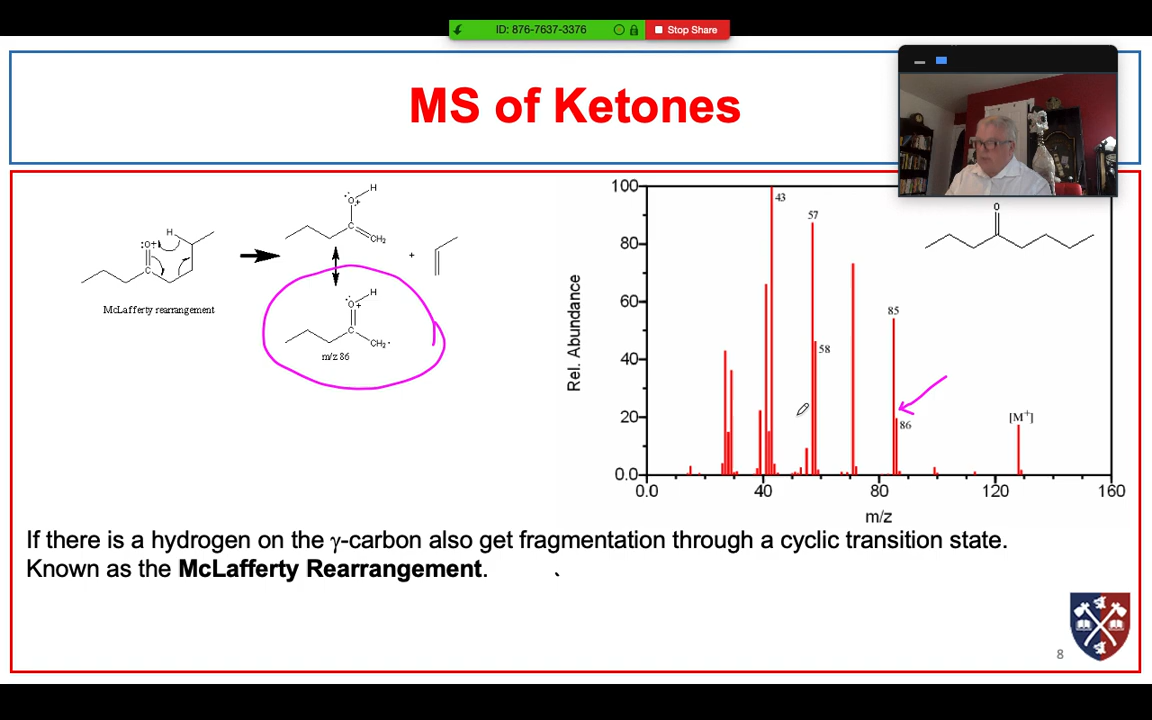 ID: 876-7637-3376 Stop Share
MS of Ketones
H
:O+
C
McLafferty rearrangement
H
O+
C
CH2
+
H
O+
C
CH2·
m/z 86
Rel. Abundance
100
80
60
40
20
0.0
43
57
58
85
86
[M+]
O
0.0 40 80 120 160
m/z
If there is a hydrogen on the γ-carbon also get fragmentation through a cyclic transition state.
Known as the McLafferty Rearrangement.
8